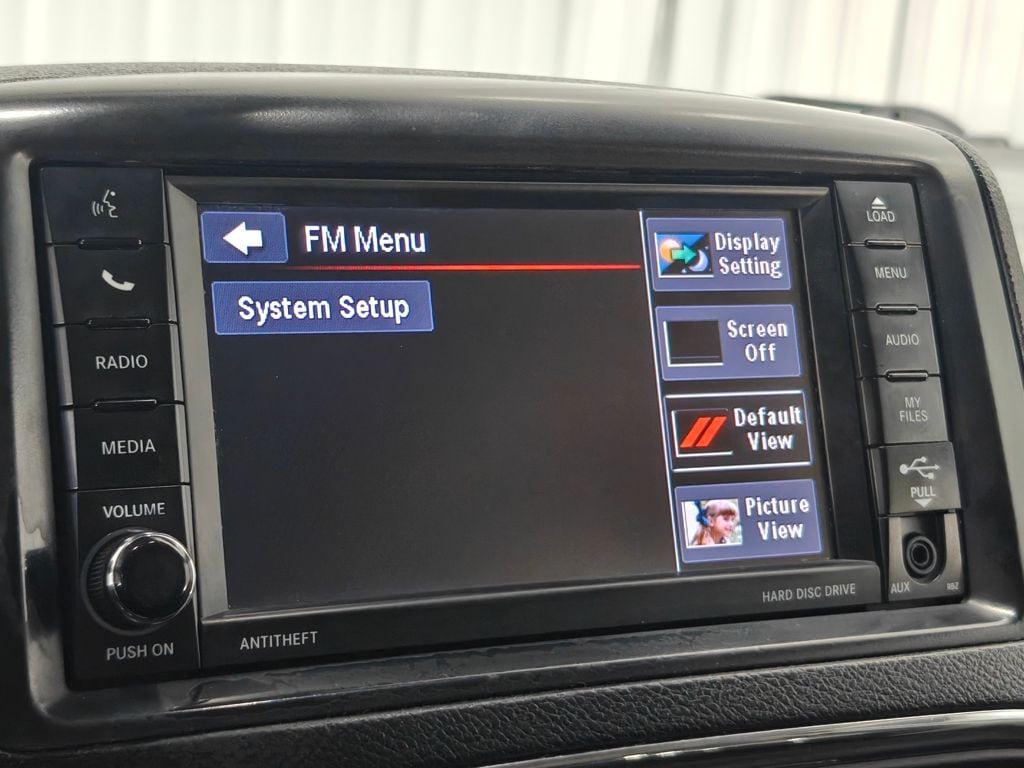 RADIO
MEDIA
VOLUME
PUSH ON
FM Menu
System Setup
Display
Setting
Screen
Off
Default
View
Picture
View
ANTITHEFT
HARD DISC DRIVE
LOAD
MENU
AUDIO
MY
FILES
PULL
AUX
RBZ